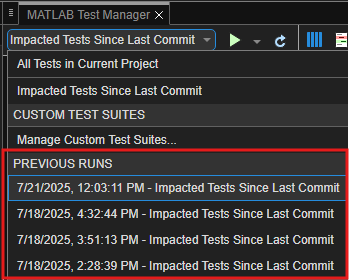 MATLAB Test Manager
Impacted Tests Since Last Commit
All Tests in Current Project
Impacted Tests Since Last Commit
CUSTOM TEST SUITES
Manage Custom Test Suites...
PREVIOUS RUNS
7/21/2025, 12:03:11 PM - Impacted Tests Since Last Commit
7/18/2025, 4:32:44 PM - Impacted Tests Since Last Commit
7/18/2025, 3:51:13 PM - Impacted Tests Since Last Commit
7/18/2025, 2:28:39 PM - Impacted Tests Since Last Commit